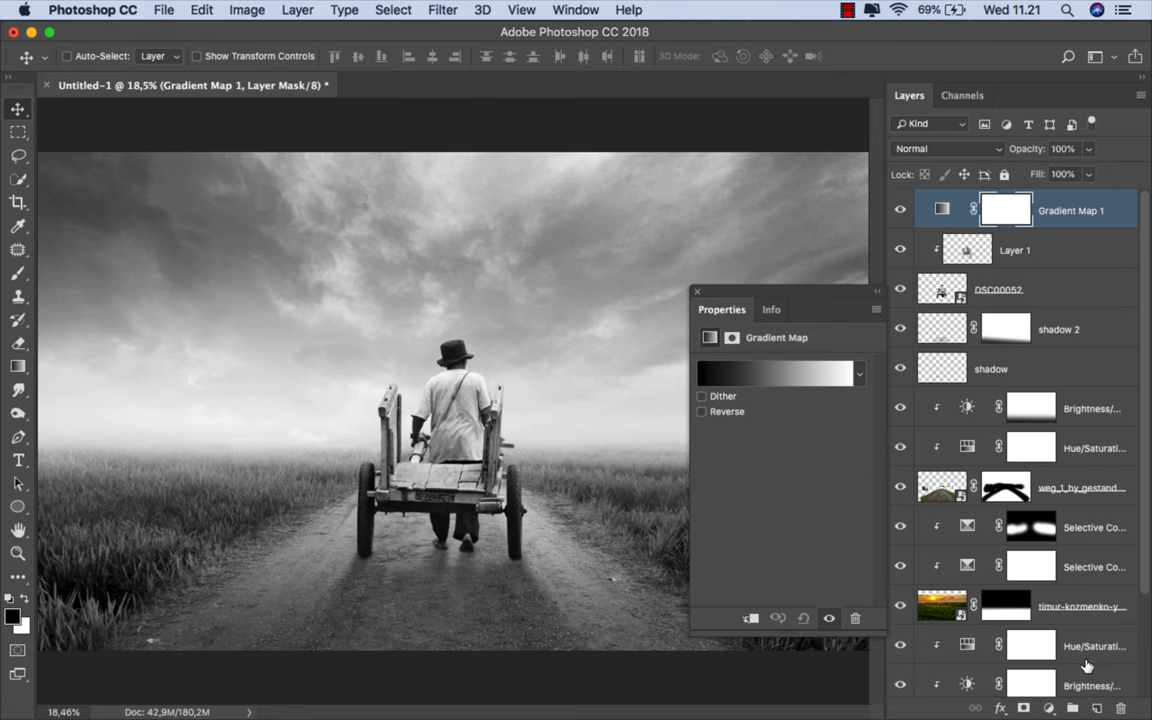 Photoshop CC File Edit Image Layer Type Select Filter 3D View Window Help 69% Wed 11.21
Adobe Photoshop CC 2018
Auto-Select: Layer Show Transform Controls 3D Mode:
Untitled-1 @ 18,5% (Gradient Map 1, Layer Mask/8) *
Layers Channels
Kind
Normal Opacity: 100%
Lock: Fill: 100%
Gradient Map 1
Layer 1
DSC00052
Properties Info
shadow 2
Gradient Map
shadow
Dither
Reverse
Brightness/...
Hue/Saturati...
weg_1_by_gestand...
Selective Co...
Selective Co...
timur-kozmenko-y...
Hue/Saturati...
Brightness/...
18,46% Doc: 42,9M/180,2M